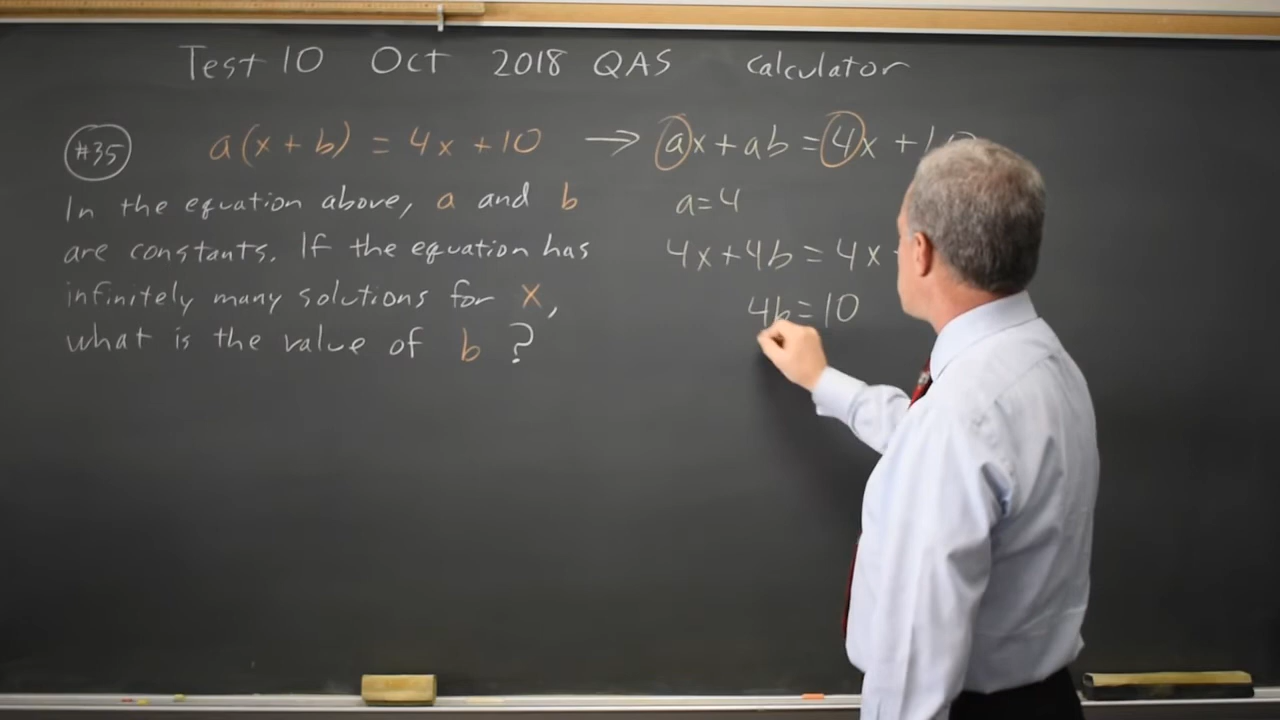 Test 10 Oct 2018 QAS Calculator
#35
a(x + b) = 4x + 10 → ax + ab = 4x + 10
In the equation above, a and b
are constants. If the equation has
infinitely many solutions for x,
what is the value of b ?
a=4
4x+4b = 4x
4b=10